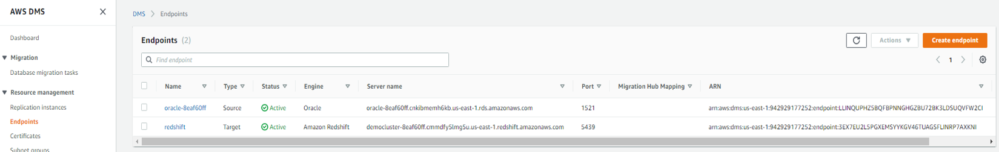 AWS DMS
Dashboard
Migration
Database migration tasks
Resource management
Replication instances
Endpoints
Certificates
Subnet groups
DMS > Endpoints
Endpoints (2)
Actions
Create endpoint
Find endpoint
1
Name Type Status Engine Server name Port Migration Hub Mapping ARN
oracle-8eaf60ff Source Active Oracle oracle-8eaf60ff.cnkibmemh6kb.us-east-1.rds.amazonaws.com 1521 arn:aws:dms:us-east-1:942929177252:endpoint:LLINQUPHZ5BQFBPNNGHGZBU72BK3LDSUQVFW2CI
redshift Target Active Amazon Redshift democluster-8eaf60ff.cmmdfy5lmg5u.us-east-1.redshift.amazonaws.com 5439 arn:aws:dms:us-east-1:942929177252:endpoint:3EX7EU2L5PGXEMSYYKGV46TUAGSFLINRP7AXKNI